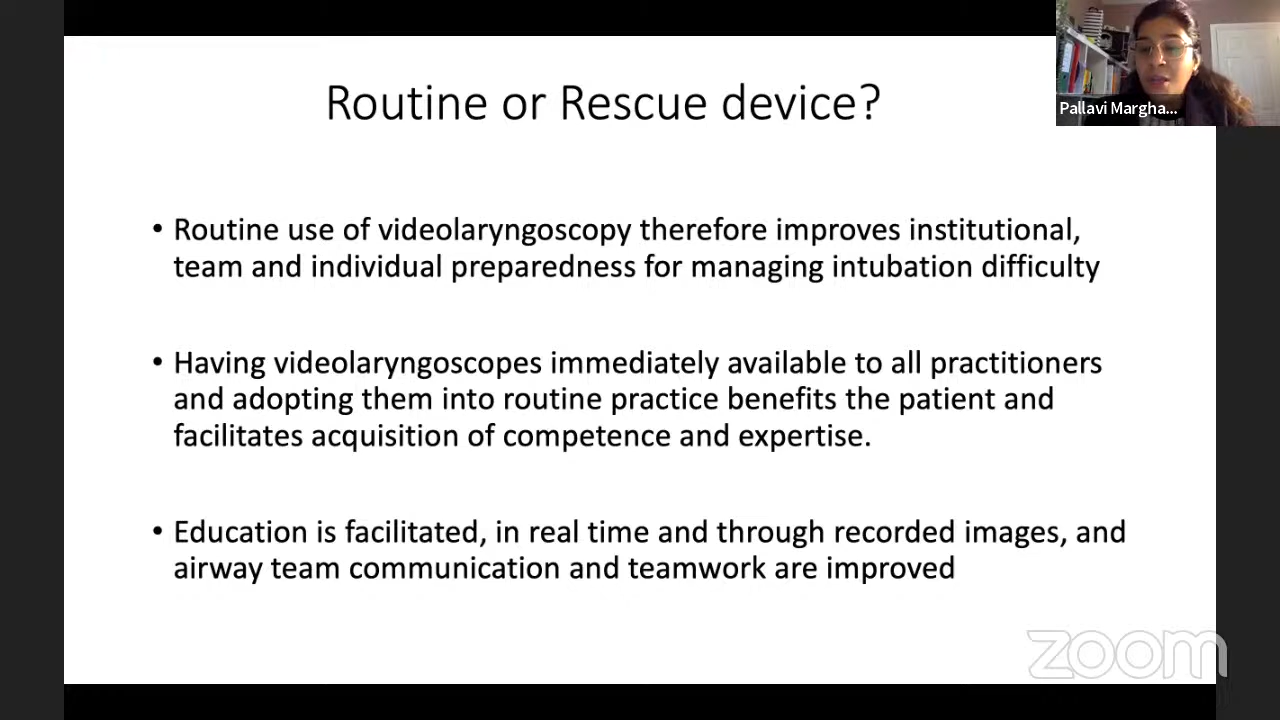 Routine or Rescue device?
Pallavi Margha...
• Routine use of videolaryngoscopy therefore improves institutional,
team and individual preparedness for managing intubation difficulty
• Having videolaryngoscopes immediately available to all practitioners
and adopting them into routine practice benefits the patient and
facilitates acquisition of competence and expertise.
• Education is facilitated, in real time and through recorded images, and
airway team communication and teamwork are improved
zoom